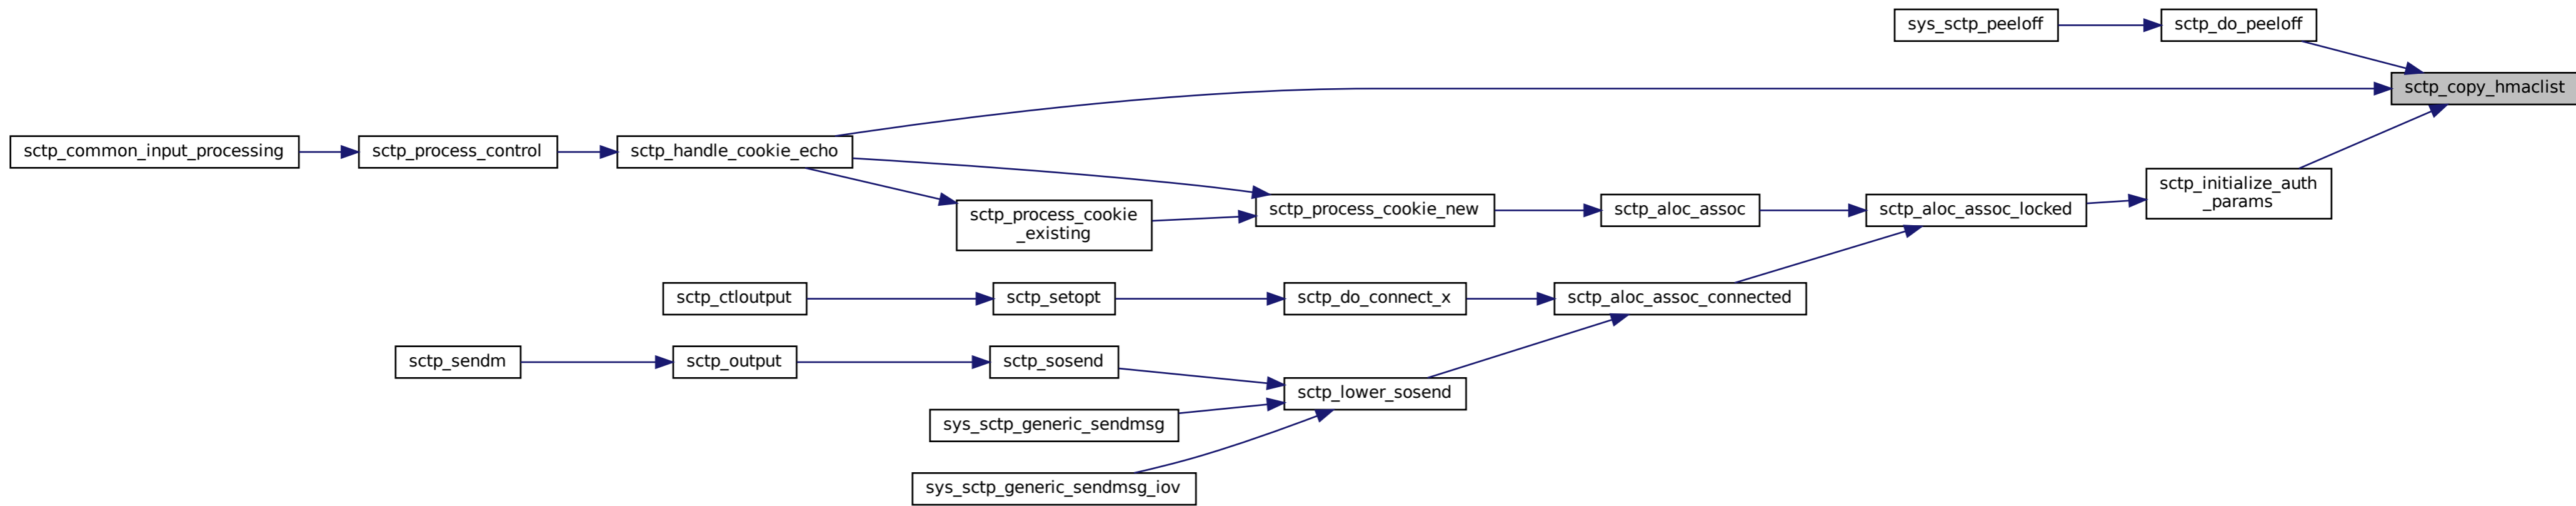 sys_sctp_peeloff
sctp_do_peeloff
sctp_copy_hmaclist
sctp_common_input_processing
sctp_process_control
sctp_handle_cookie_echo
sctp_process_cookie
_existing
sctp_process_cookie_new
sctp_aloc_assoc
sctp_aloc_assoc_locked
sctp_initialize_auth
_params
sctp_ctloutput
sctp_setopt
sctp_do_connect_x
sctp_aloc_assoc_connected
sctp_sendm
sctp_output
sctp_sosend
sctp_lower_sosend
sys_sctp_generic_sendmsg
sys_sctp_generic_sendmsg_iov